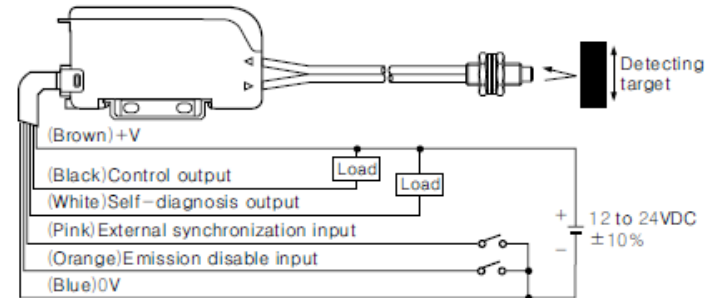 Detecting
target
(Brown)+V
(Black)Control output
Load
(White)Self-diagnosis output
Load
(Pink)External synchronization input
+ 12 to 24VDC
- ±10%
(Orange)Emission disable input
(Blue)0V